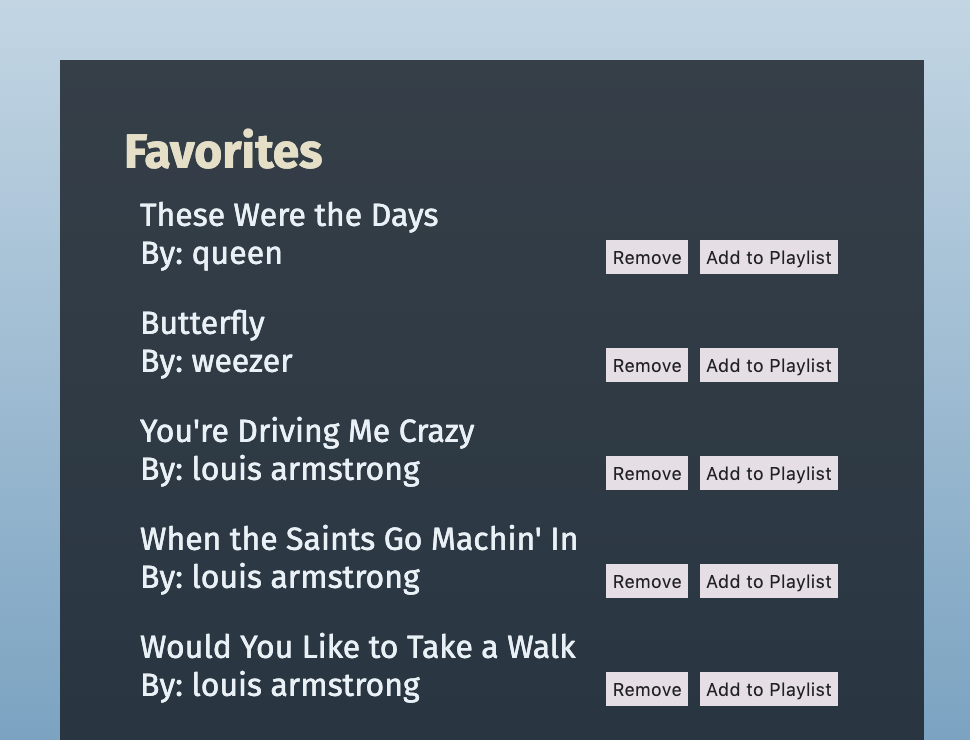 Favorites
These Were the Days
By: queen
Remove Add to Playlist
Butterfly
By: weezer
Remove Add to Playlist
You're Driving Me Crazy
By: louis armstrong
Remove Add to Playlist
When the Saints Go Machin' In
By: louis armstrong
Remove Add to Playlist
Would You Like to Take a Walk
By: louis armstrong
Remove Add to Playlist